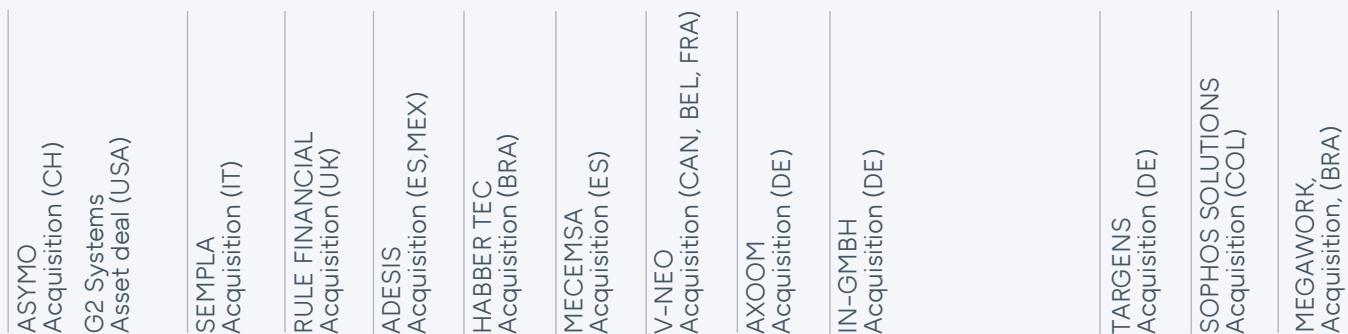 ASYMO
Acquisition (CH)
G2 Systems
Asset deal (USA)
SEMPLA
Acquisition (IT)
RULE FINANCIAL
Acquisition (UK)
ADESIS
Acquisition (ES,MEX)
HABBER TEC
Acquisition (BRA)
MECEMSA
Acquisition (ES)
V-NEO
Acquisition (CAN, BEL, FRA)
AXOOM
Acquisition (DE)
IN-GMBH
Acquisition (DE)
TARGENS
Acquisition (DE)
SOPHOS SOLUTIONS
Acquisition (COL)
MEGAWORK,
Acquisition, (BRA)